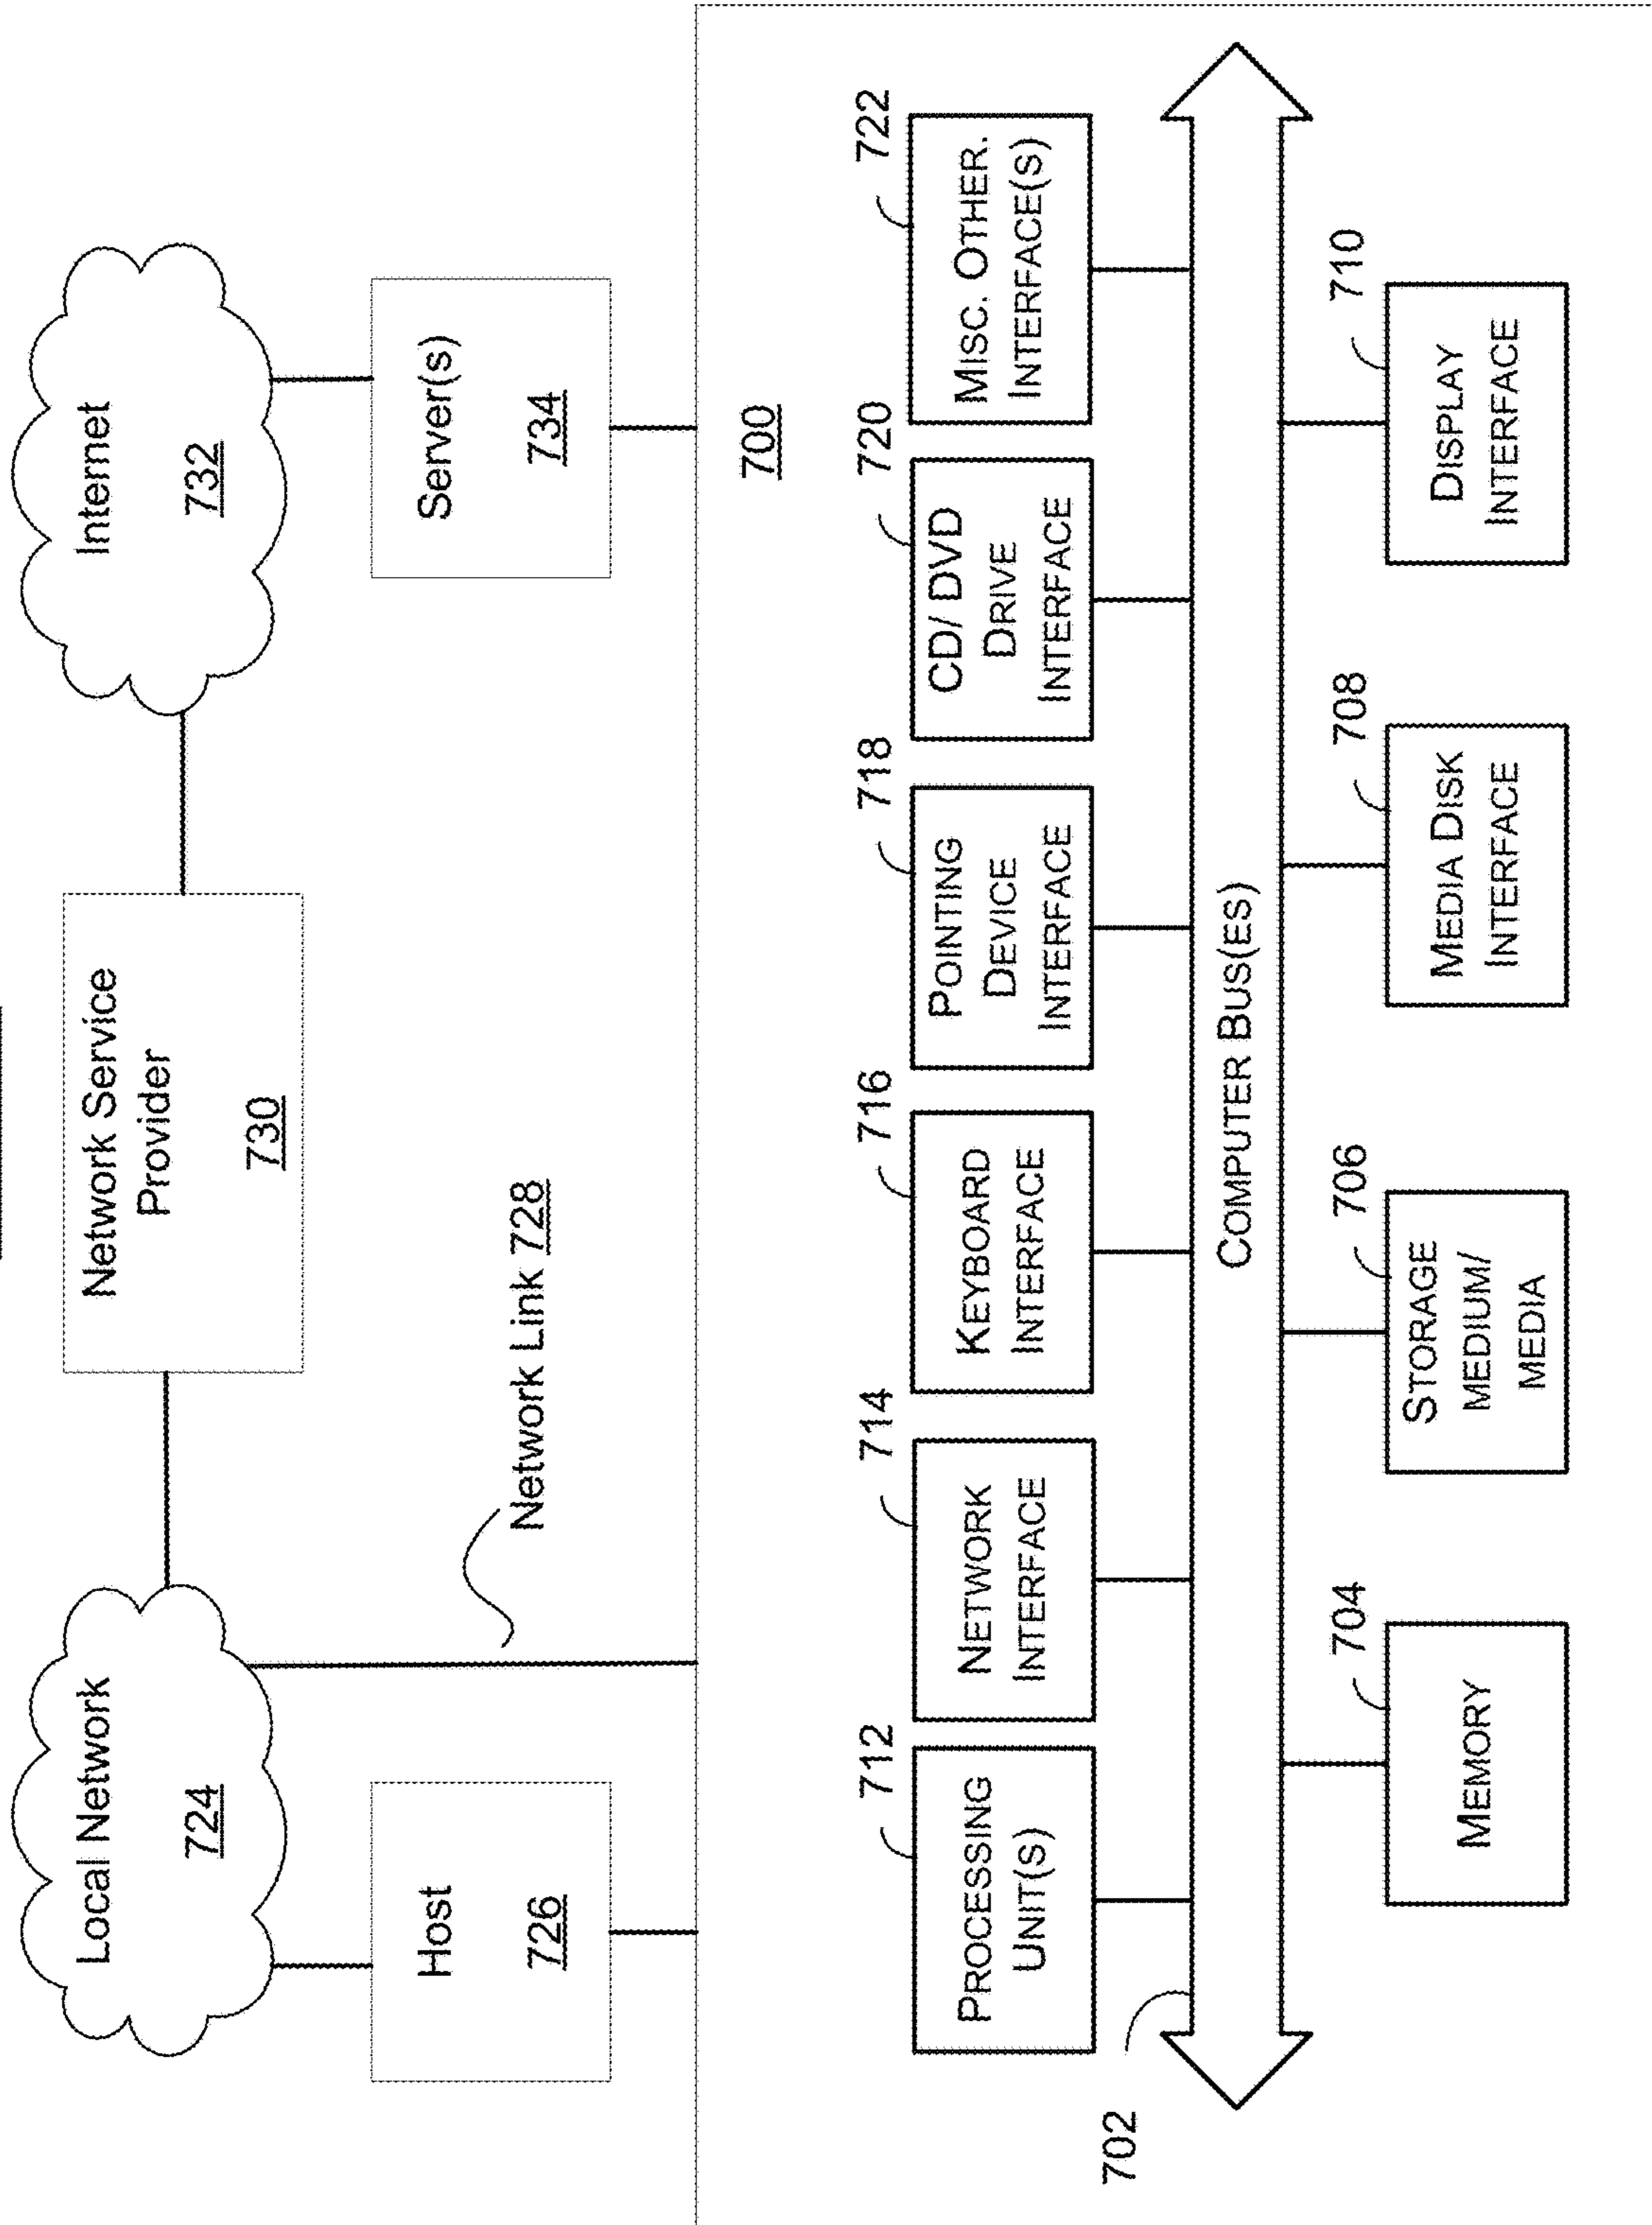 Local Network
724
Network Service
Provider
730
Internet
732
Host
726
Network Link 728
Server(s)
734
700
712
714
716
718
720
722
PROCESSING
UNIT(S)
NETWORK
INTERFACE
KEYBOARD
INTERFACE
POINTING
DEVICE
INTERFACE
CD/ DVD
DRIVE
INTERFACE
MISC. OTHER.
INTERFACE(S)
702
COMPUTER BUS(ES)
704
706
708
710
MEMORY
STORAGE
MEDIUM/
MEDIA
MEDIA DISK
INTERFACE
DISPLAY
INTERFACE